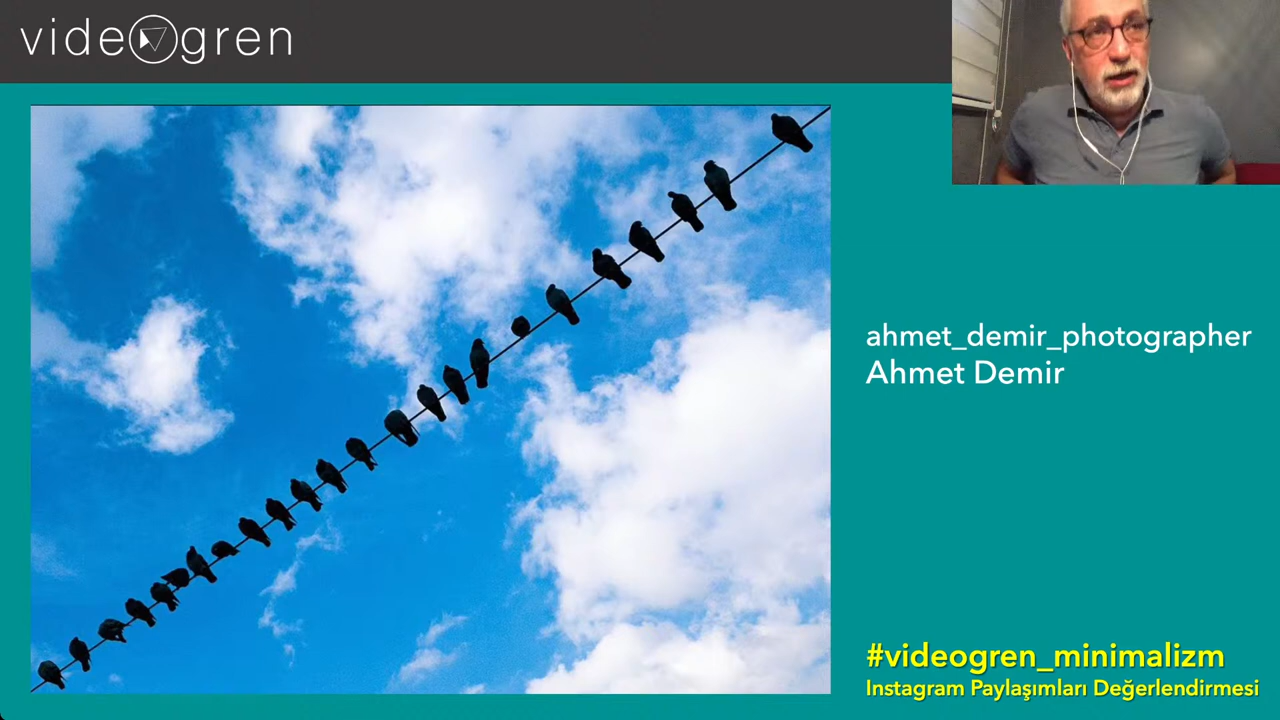 videogren
ahmet_demir_photographer
Ahmet Demir
#videogren_minimalizm
Instagram Paylaşımları Değerlendirmesi